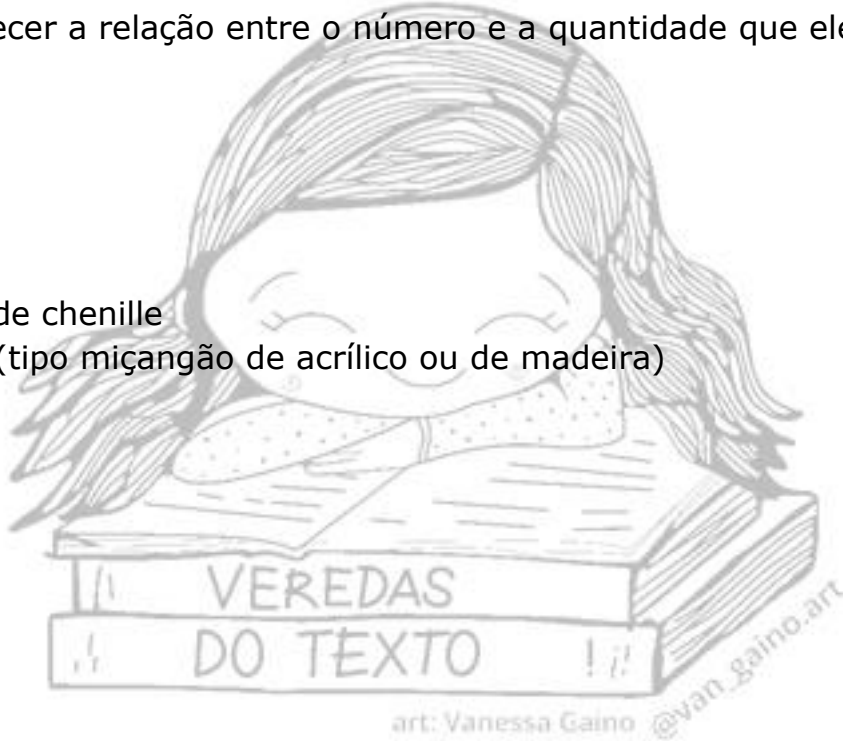 ecer a relação entre o número e a quantidade que ele
de chenille
(tipo miçangão de acrílico ou de madeira)
VEREDAS
DO TEXTO
art: Vanessa Gaino @van_gaino.art